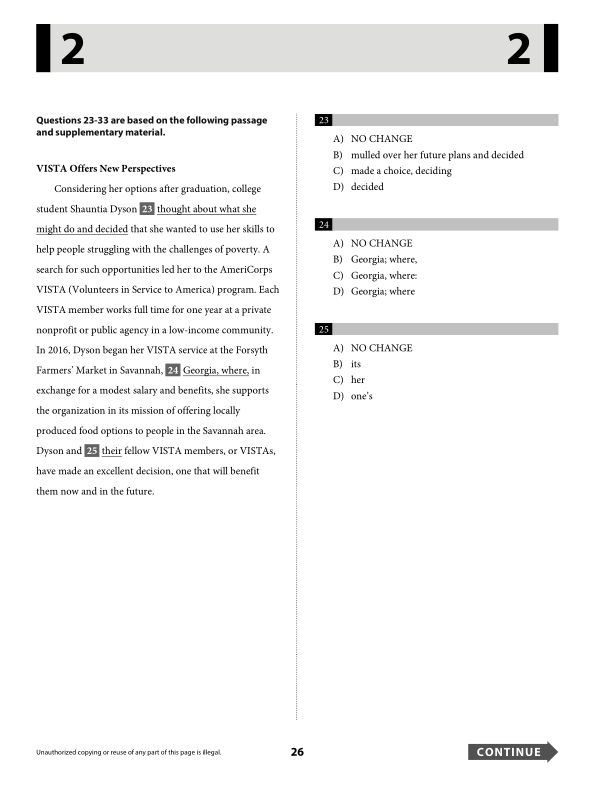 2
2
Questions 23-33 are based on the following passage
and supplementary material.
VISTA Offers New Perspectives
Considering her options after graduation, college
student Shauntia Dyson 23 thought about what she
might do and decided that she wanted to use her skills to
help people struggling with the challenges of poverty. A
search for such opportunities led her to the AmeriCorps
VISTA (Volunteers in Service to America) program. Each
VISTA member works full time for one year at a private
nonprofit or public agency in a low-income community.
In 2016, Dyson began her VISTA service at the Forsyth
Farmers' Market in Savannah, 24 Georgia, where, in
exchange for a modest salary and benefits, she supports
the organization in its mission of offering locally
produced food options to people in the Savannah area.
Dyson and 25 their fellow VISTA members, or VISTAs,
have made an excellent decision, one that will benefit
them now and in the future.
23
A) NO CHANGE
B) mulled over her future plans and decided
C) made a choice, deciding
D) decided
24
A) NO CHANGE
B) Georgia; where,
C) Georgia, where:
D) Georgia; where
25
A) NO CHANGE
B) its
C) her
D) one's
Unauthorized copying or reuse of any part of this page is illegal.
26
CONTINUE